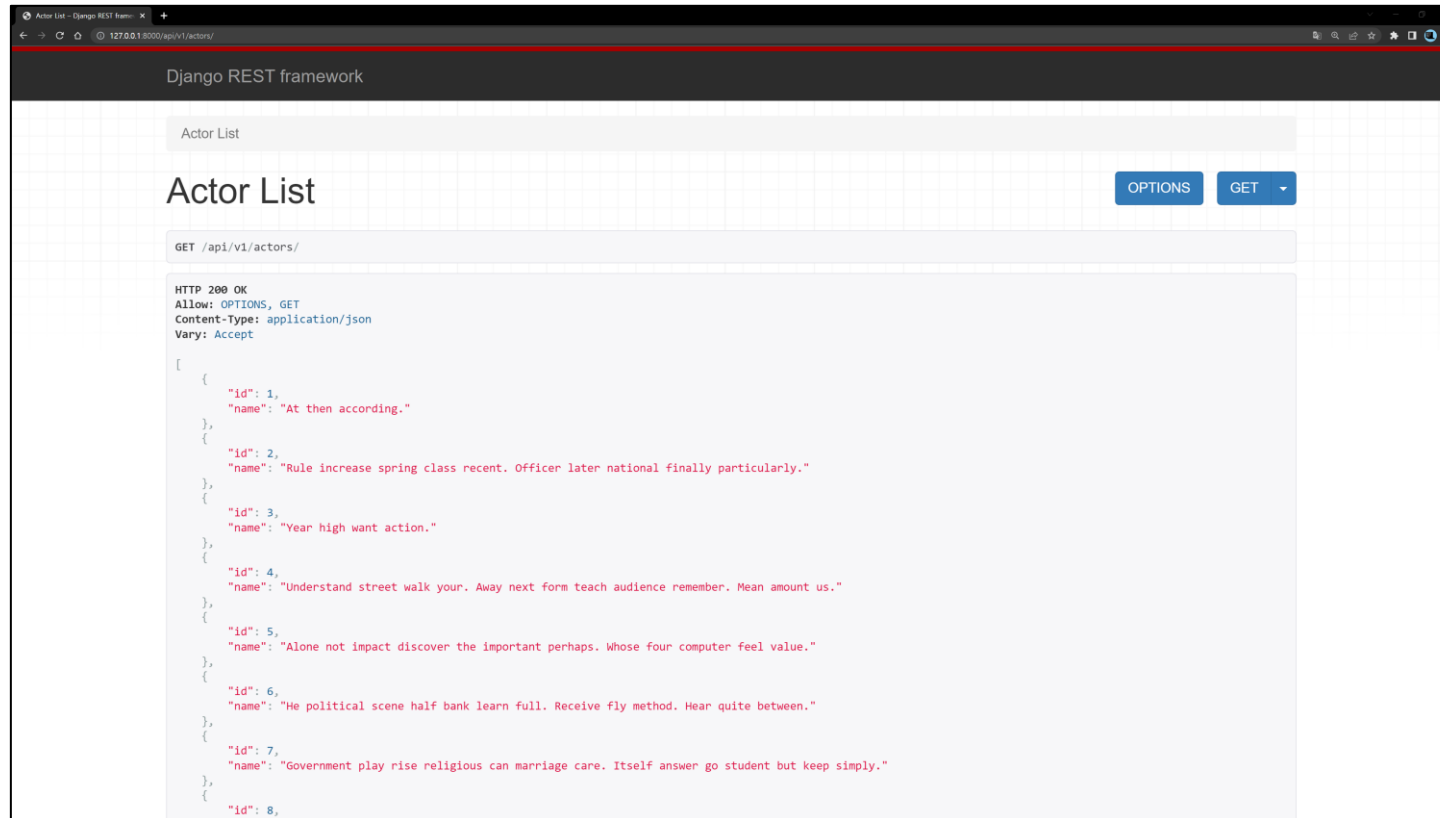 Actor List – Django REST frame
127.0.0.1:8000/api/v1/actors/
Django REST framework
Actor List
Actor List
OPTIONS
GET
GET /api/v1/actors/
HTTP 200 OK
Allow: OPTIONS, GET
Content-Type: application/json
Vary: Accept
[
{
"id": 1,
"name": "At then according."
},
{
"id": 2,
"name": "Rule increase spring class recent. Officer later national finally particularly."
},
{
"id": 3,
"name": "Year high want action."
},
{
"id": 4,
"name": "Understand street walk your. Away next form teach audience remember. Mean amount us."
},
{
"id": 5,
"name": "Alone not impact discover the important perhaps. Whose four computer feel value."
},
{
"id": 6,
"name": "He political scene half bank learn full. Receive fly method. Hear quite between."
},
{
"id": 7,
"name": "Government play rise religious can marriage care. Itself answer go student but keep simply."
},
{
"id": 8,